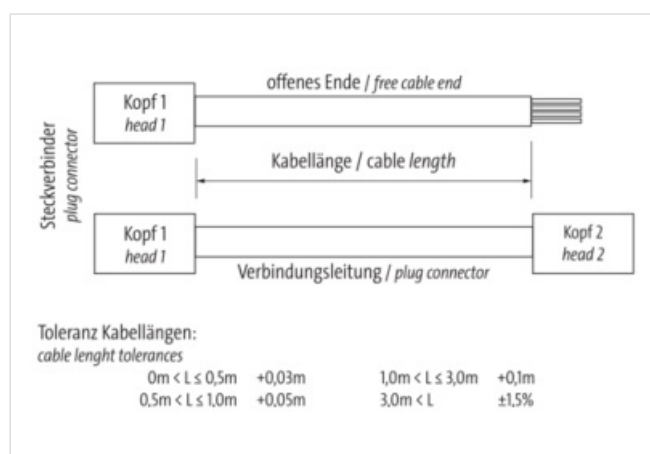 offenes Ende / free cable end
Kopf 1
head 1
Steckverbinder
plug connector
Kabellänge / cable length
Kopf 1
head 1
Kopf 2
head 2
Verbindungsleitung / plug connector
Toleranz Kabellängen:
cable lenght tolerances
0m < L ≤ 0,5m +0,03m 1,0m < L ≤ 3,0m +0,1m
0,5m < L ≤ 1,0m +0,05m 3,0m < L ±1,5%